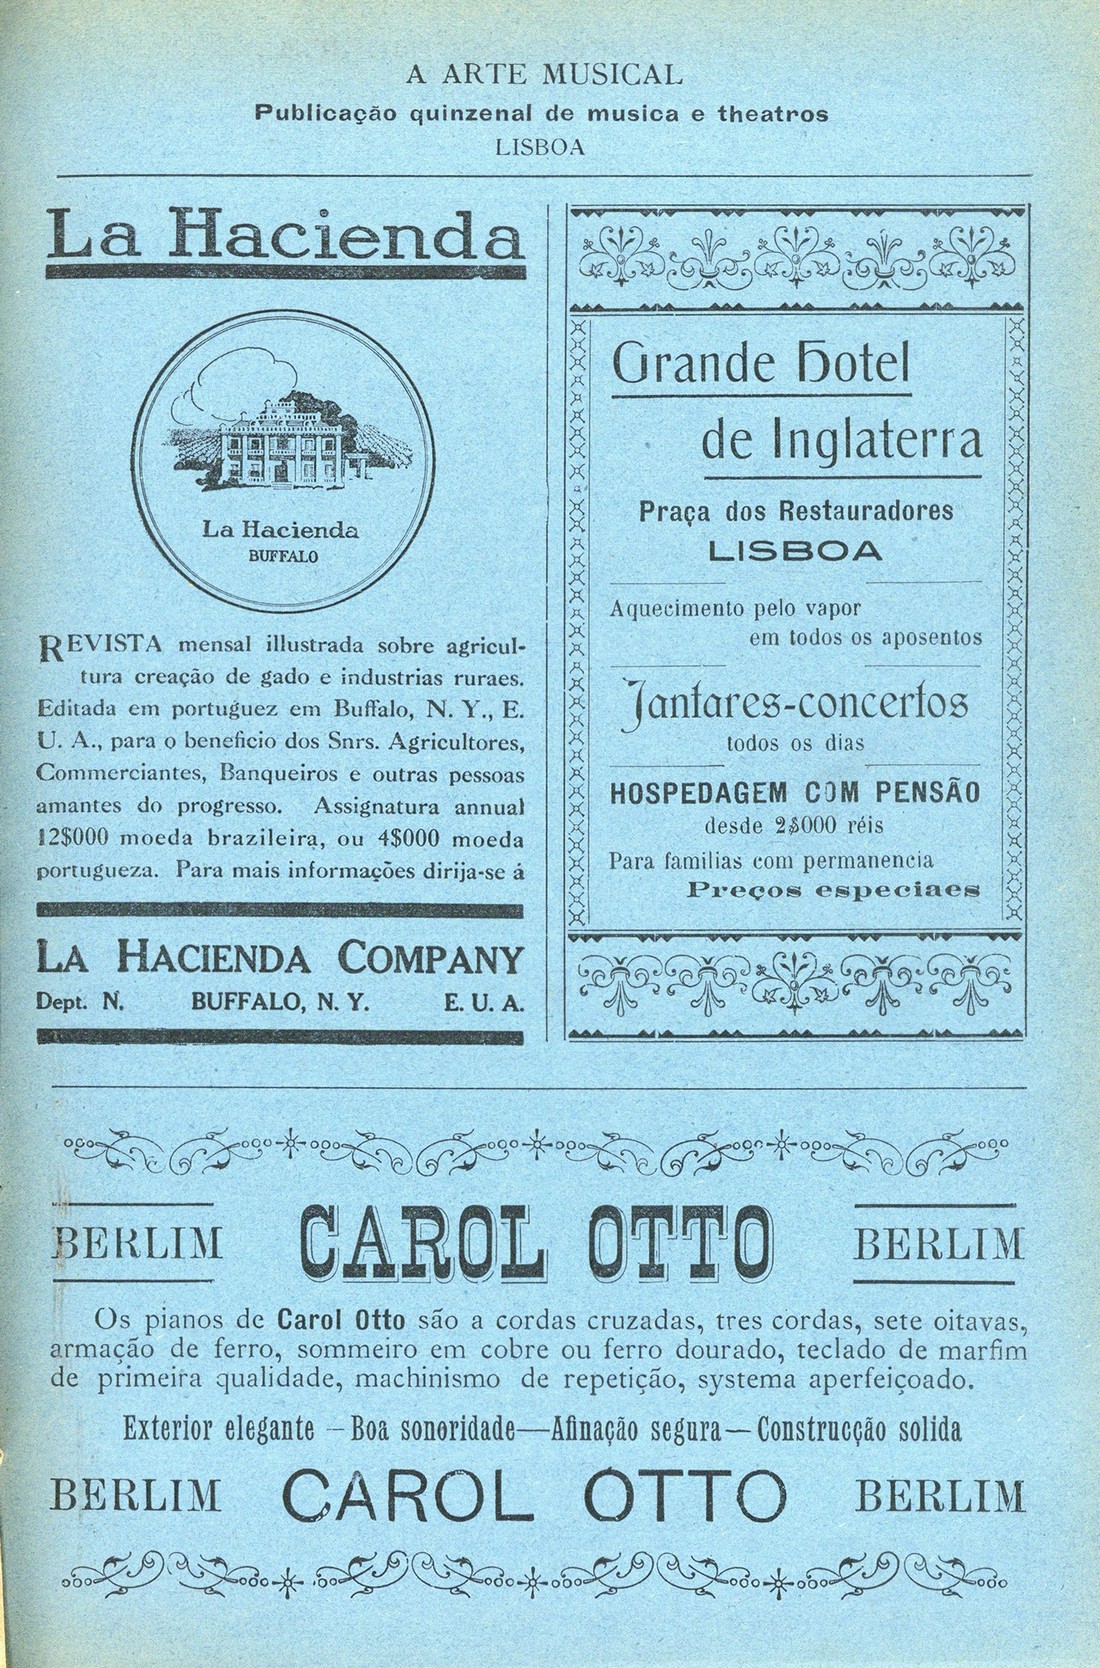 A ARTE MUSICAL
Publicação quinzenal de musica e theatros
LISBOA
La Hacienda
La Hacienda
BUFFALO
REVISTA mensal illustrada sobre agricul-
tura creação de gado e industrias ruraes.
Editada em portuguez em Buffalo, N. Y., E.
U. A., para o beneficio dos Snrs. Agricultores,
Commerciantes, Banqueiros e outras pessoas
amantes do progresso. Assignatura annual
12$000 moeda brazileira, ou 4$000 moeda
portugueza. Para mais informações dirija-se á
LA HACIENDA COMPANY
Dept. N. BUFFALO, N. Y. E. U. A.
Grande Hotel
de Inglaterra
Praça dos Restauradores
LISBOA
Aquecimento pelo vapor
em todos os aposentos
Jantares-concertos
todos os dias
HOSPEDAGEM COM PENSÃO
desde 2$000 réis
Para familias com permanencia
Preços especiaes
BERLIM CAROL OTTO BERLIM
Os pianos de Carol Otto são a cordas cruzadas, tres cordas, sete oitavas,
armação de ferro, sommeiro em cobre ou ferro dourado, teclado de marfim
de primeira qualidade, machinismo de repetição, systema aperfeiçoado.
Exterior elegante — Boa sonoridade — Afinação segura — Construcção solida
BERLIM CAROL OTTO BERLIM